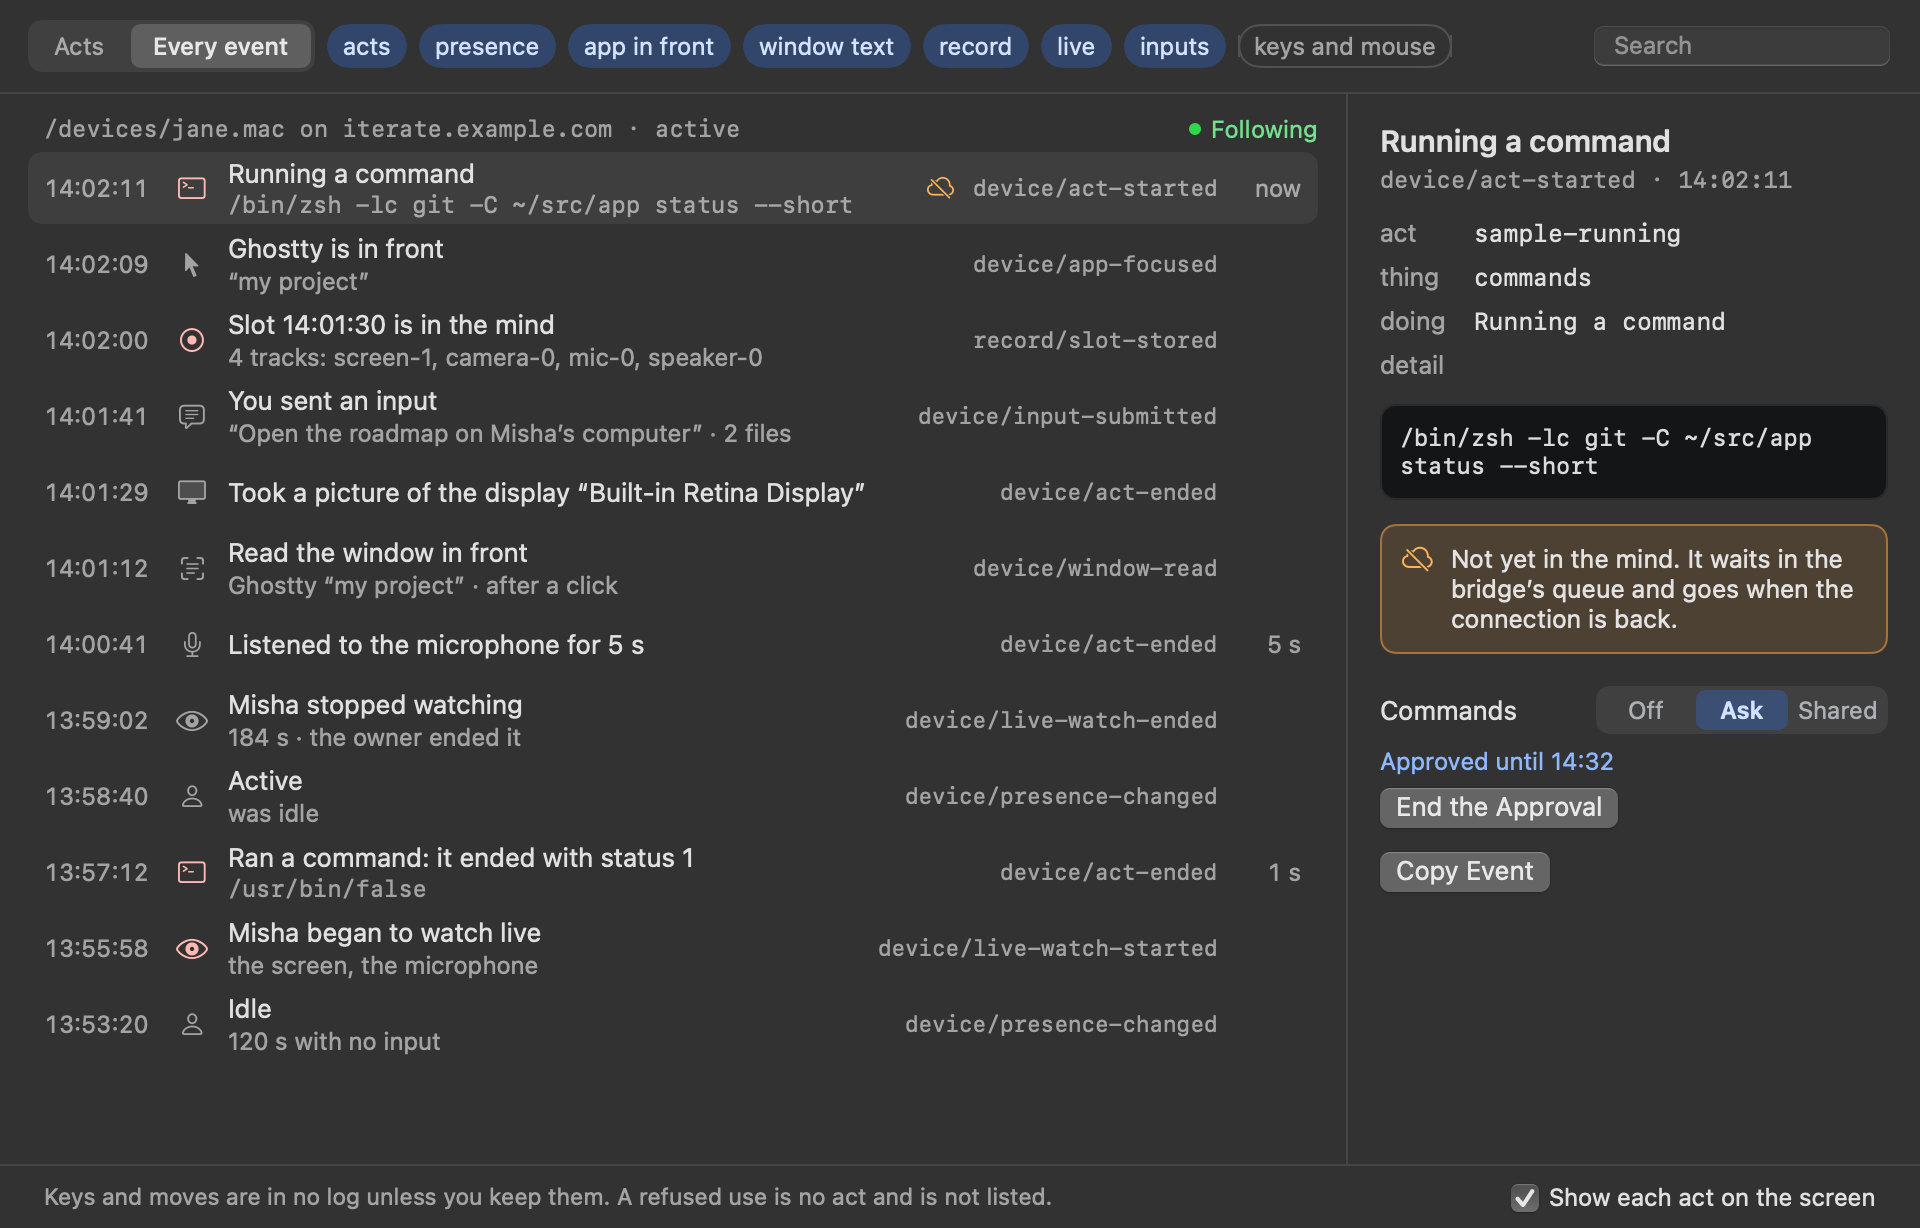 Acts Every event acts presence app in front window text record live inputs keys and mouse Search
/devices/jane.mac on iterate.example.com · active Following
14:02:11 Running a command device/act-started now
/bin/zsh -lc git -C ~/src/app status --short
14:02:09 Ghostty is in front device/app-focused
“my project”
14:02:00 Slot 14:01:30 is in the mind record/slot-stored
4 tracks: screen-1, camera-0, mic-0, speaker-0
14:01:41 You sent an input device/input-submitted
“Open the roadmap on Misha’s computer” · 2 files
14:01:29 Took a picture of the display “Built-in Retina Display” device/act-ended
14:01:12 Read the window in front device/window-read
Ghostty “my project” · after a click
14:00:41 Listened to the microphone for 5 s device/act-ended 5 s
13:59:02 Misha stopped watching device/live-watch-ended
184 s · the owner ended it
13:58:40 Active device/presence-changed
was idle
13:57:12 Ran a command: it ended with status 1 device/act-ended 1 s
/usr/bin/false
13:55:58 Misha began to watch live device/live-watch-started
the screen, the microphone
13:53:20 Idle device/presence-changed
120 s with no input
Running a command
device/act-started · 14:02:11
act sample-running
thing commands
doing Running a command
detail
/bin/zsh -lc git -C ~/src/app
status --short
Not yet in the mind. It waits in the
bridge’s queue and goes when the
connection is back.
Commands Off Ask Shared
Approved until 14:32
End the Approval
Copy Event
Keys and moves are in no log unless you keep them. A refused use is no act and is not listed. Show each act on the screen